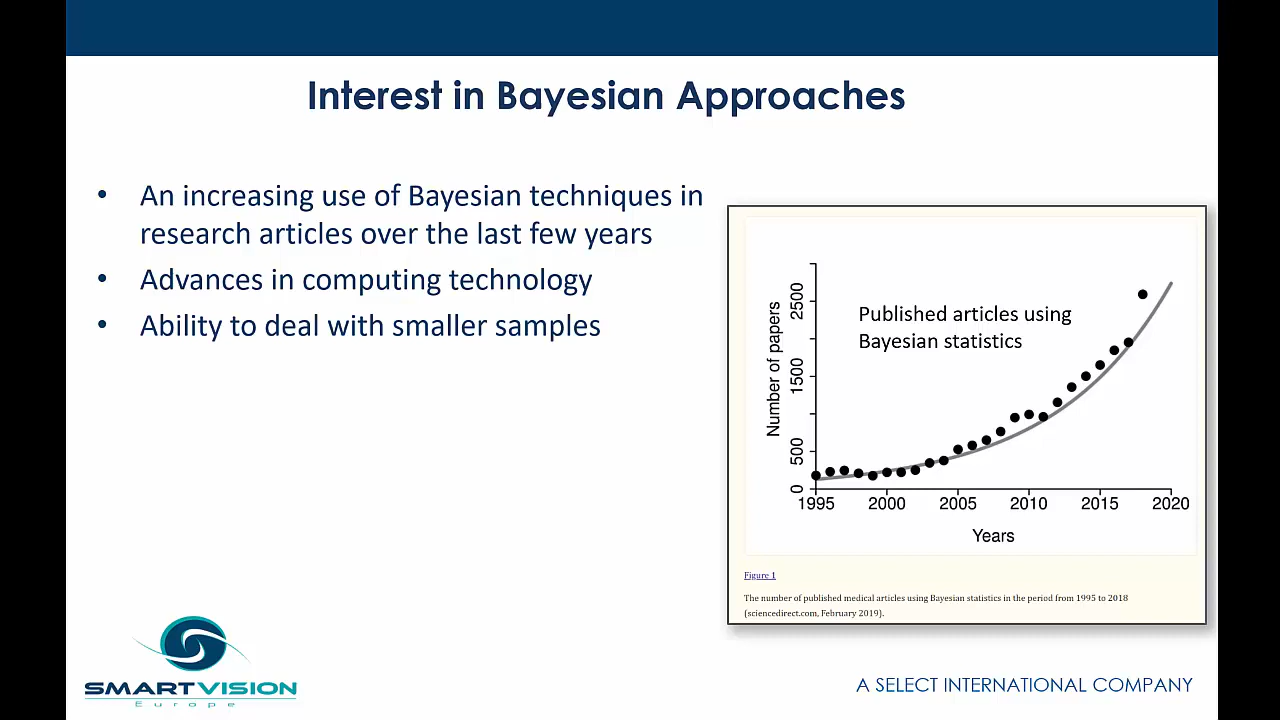 Interest in Bayesian Approaches
• An increasing use of Bayesian techniques in
research articles over the last few years
• Advances in computing technology
• Ability to deal with smaller samples
Published articles using
Bayesian statistics
Number of papers
2500
1500
500
0
1995 2000 2005 2010 2015 2020
Years
Figure 1
The number of published medical articles using Bayesian statistics in the period from 1995 to 2018
(sciencedirect.com, February 2019).
SMARTVISION
Europe
A SELECT INTERNATIONAL COMPANY